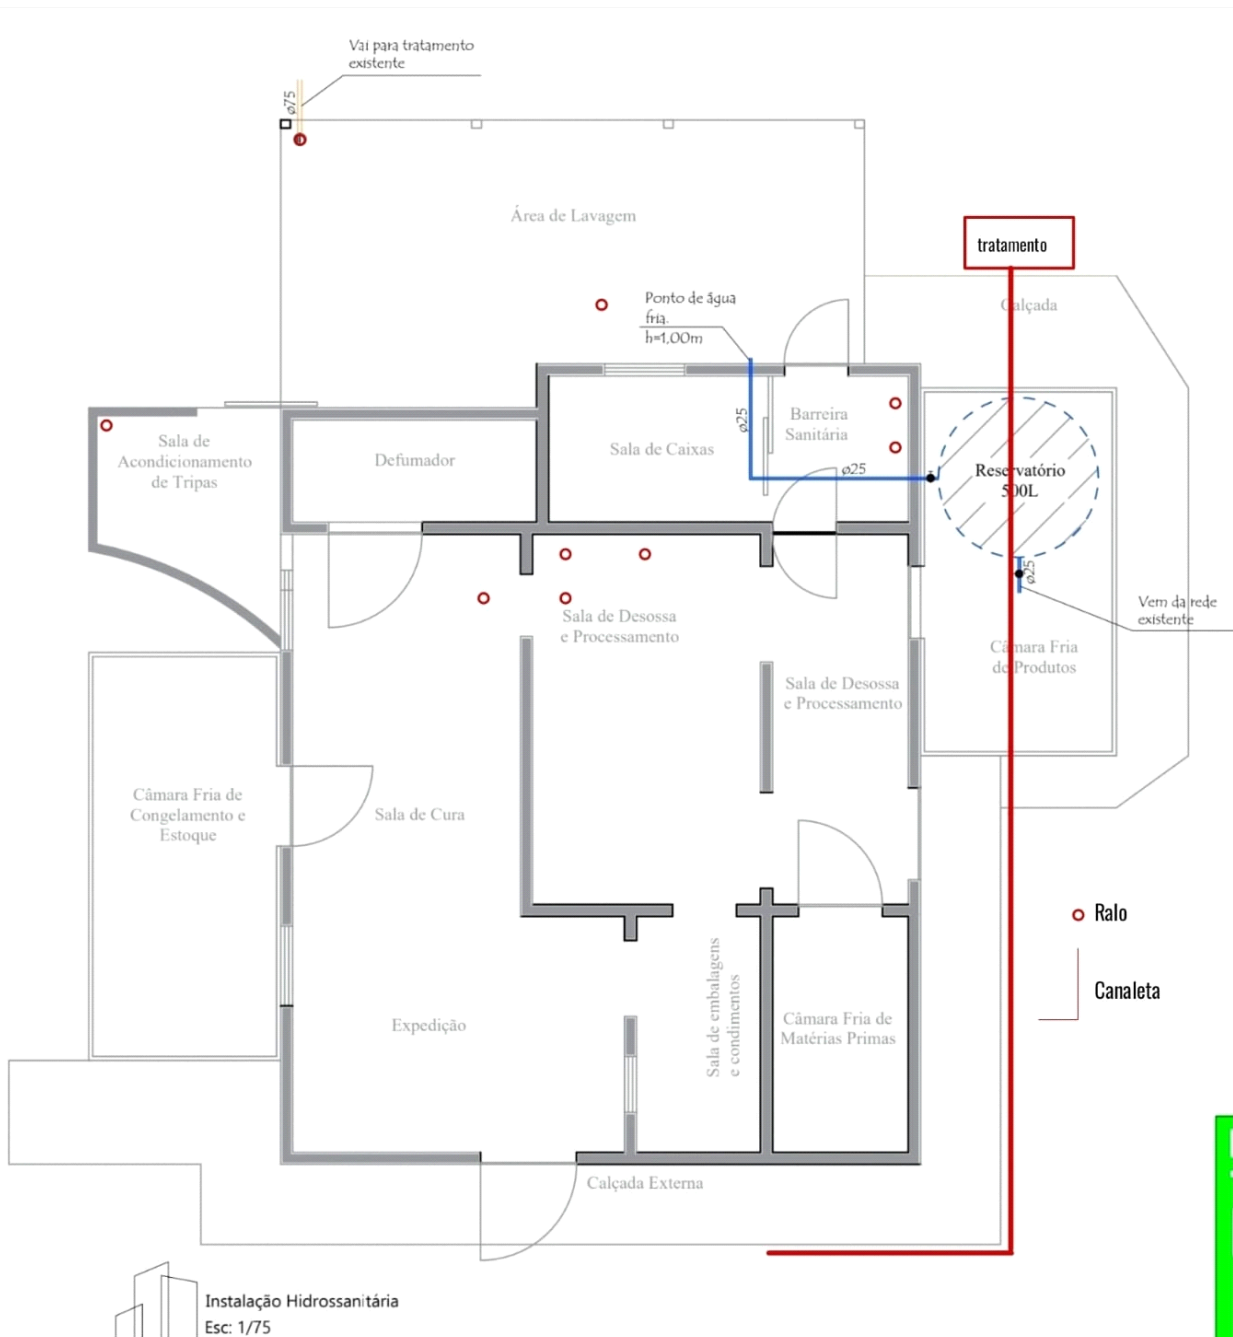 Vai para tratamento
existente
ø75
Área de Lavagem
tratamento
Calçada
Ponto de água
fria.
h=1,00m
ø25
Barreira
Sanitária
Sala de
Acondicionamento
de Tripas
Defumador
Sala de Caixas
ø25
Reservatório
500L
ø25
Vem da rede
existente
Sala de Desossa
e Processamento
Câmara Fria
de Produtos
Sala de Desossa
e Processamento
Câmara Fria de
Congelamento e
Estoque
Sala de Cura
Ralo
Canaleta
Expedição
Sala de embalagens
e condimentos
Câmara Fria de
Matérias Primas
Calçada Externa
Instalação Hidrossanitária
Esc: 1/75